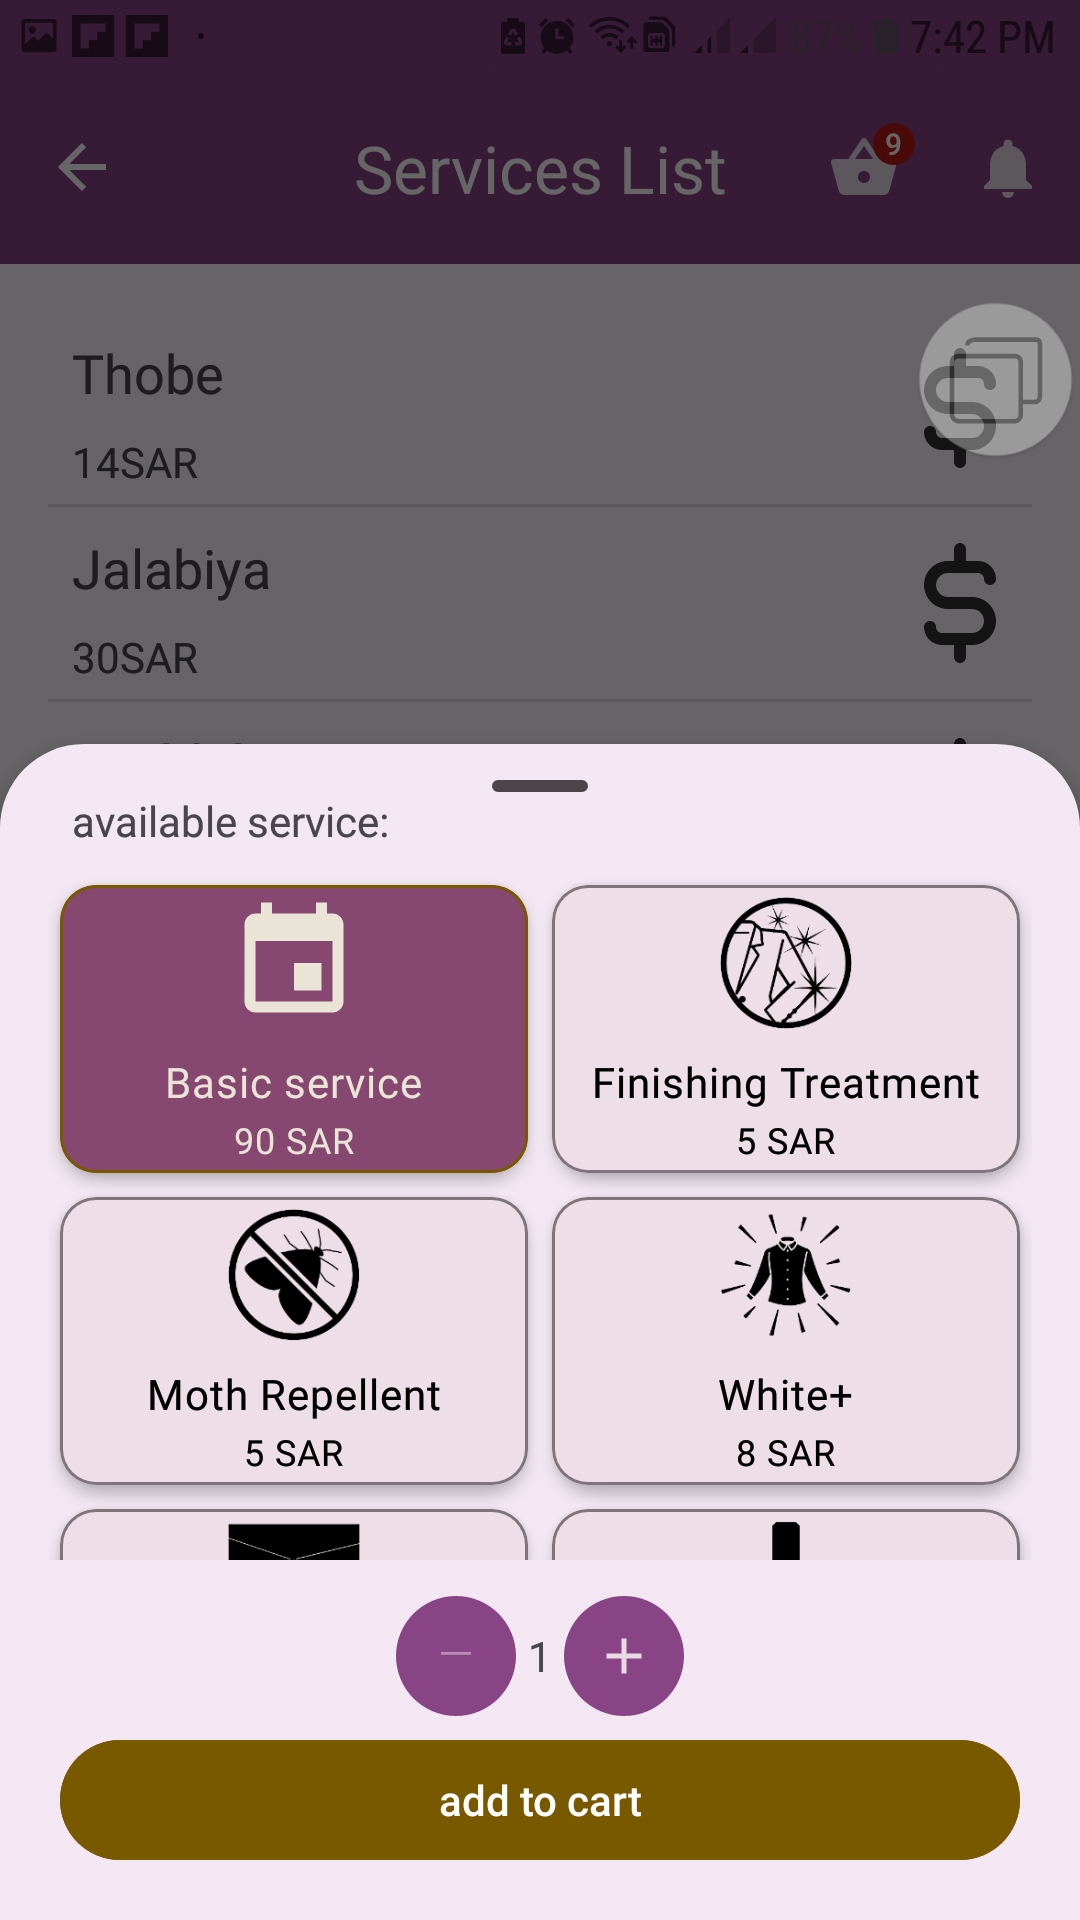 7:42 PM
Services List
9
Thobe
14SAR
Jalabiya
30SAR
available service:
Basic service
90 SAR
Finishing Treatment
5 SAR
Moth Repellent
5 SAR
White+
8 SAR
1
add to cart